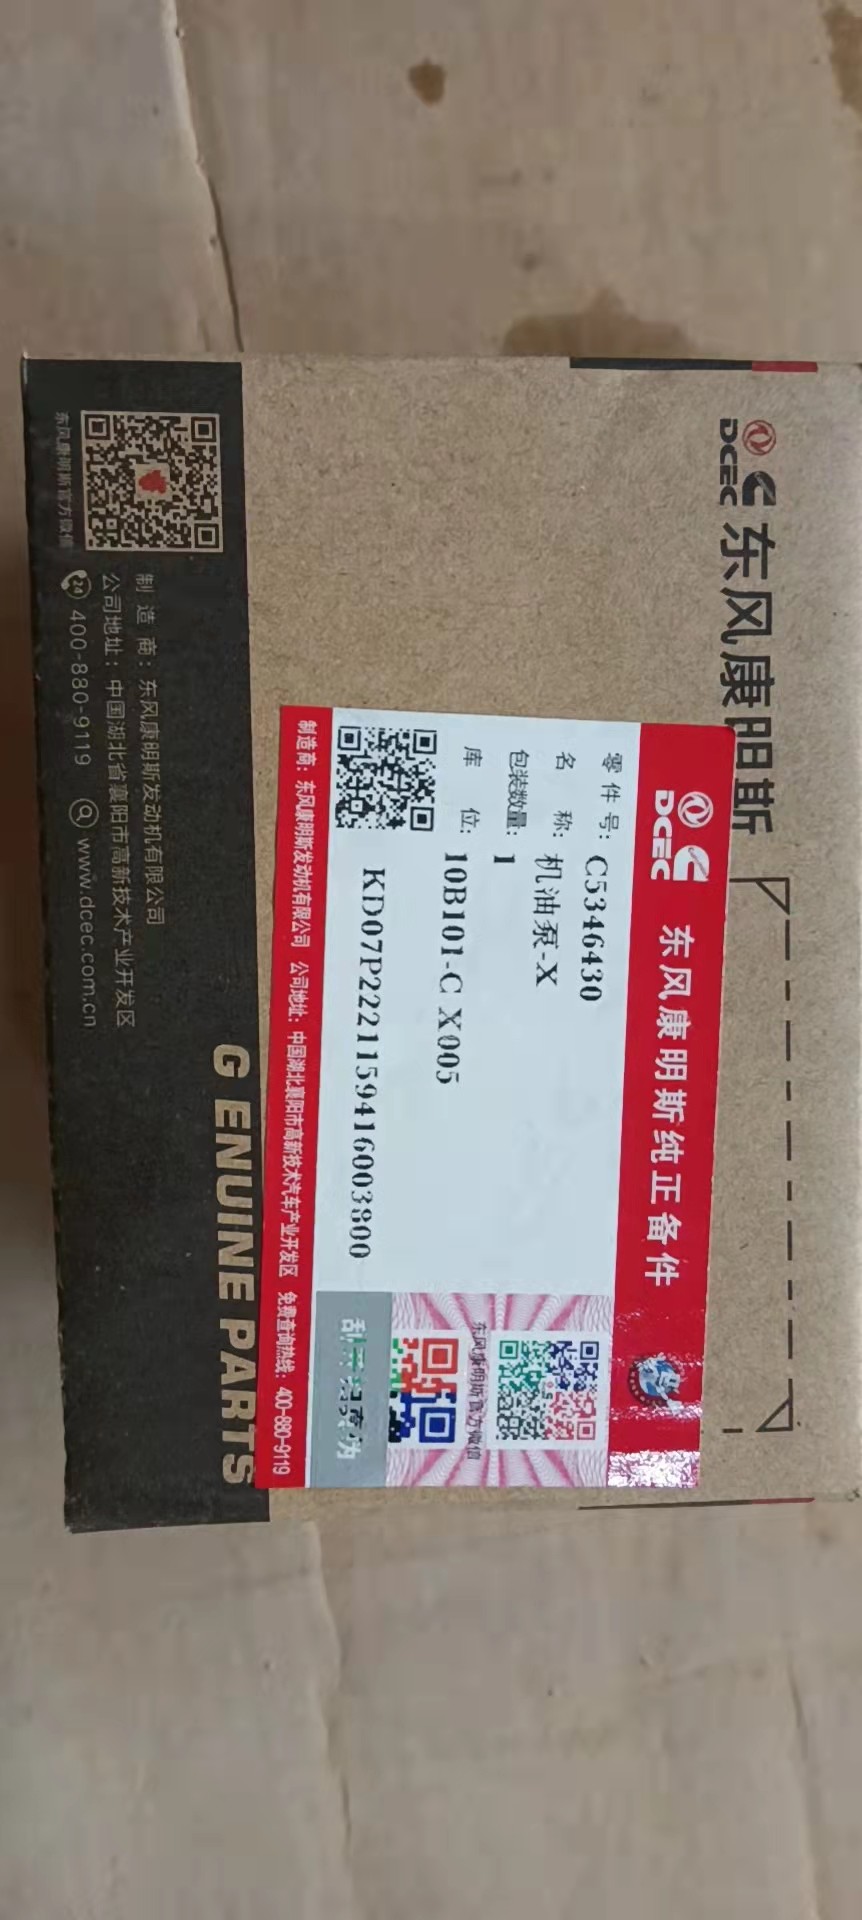 DCEC
东风康明斯
DCEC
东风康明斯纯正备件
零件号: C5346430
名 称: 机油泵-X
包装数量: 1
库 位: 10B101-C X005
KD07P2221159416003800
东风康明斯官方微信
制造商: 东风康明斯发动机有限公司 公司地址: 中国湖北襄阳市高新技术汽车产业开发区 免费查询热线: 400-880-9119
GENUINE PARTS
制 造 商: 东风康明斯发动机有限公司
公司地址: 中国湖北省襄阳市高新技术产业开发区
24 400-880-9119 www.dcec.com.cn
东风康明斯官方微信